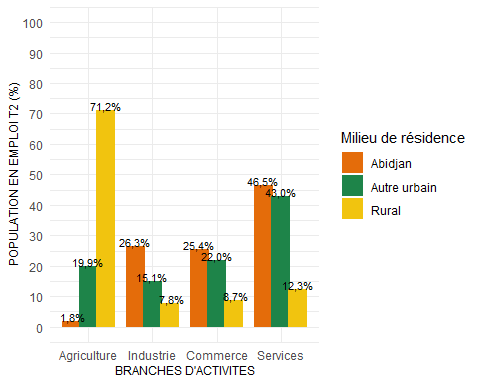 POPULATION EN EMPLOI T2 (%)
100
90
80
70
60
50
40
30
20
10
0
1,8%
19,9%
71,2%
26,3%
15,1%
7,8%
25,4%
22,0%
8,7%
46,5%
43,0%
12,3%
Agriculture
Industrie
Commerce
Services
BRANCHES D'ACTIVITES
Milieu de résidence
Abidjan
Autre urbain
Rural